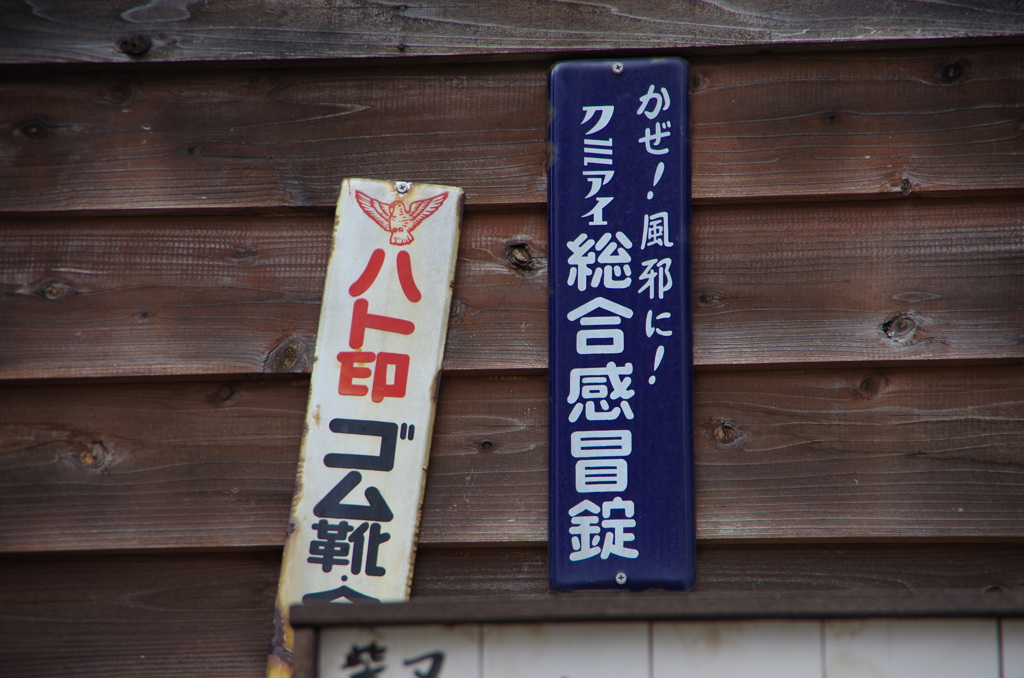 かぜ!風邪に!
クミアイ総合感冒錠
ハト印
ゴム靴・